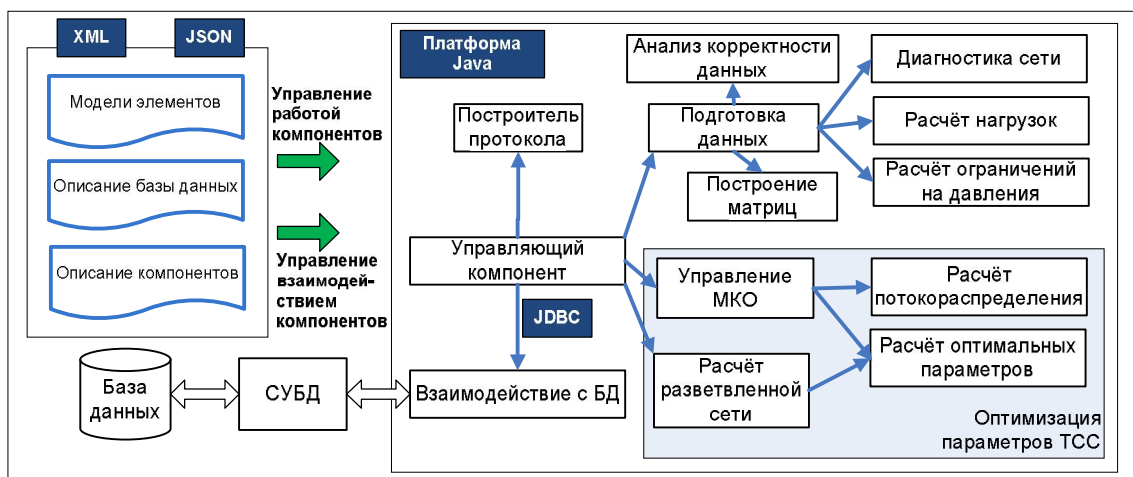 XML
JSON
Модели элементов
Описание базы данных
Описание компонентов
Управление
работой
компонентов
Управление
взаимодей-
ствием
компонентов
База
данных
СУБД
Платформа
Java
Построитель
протокола
Анализ корректности
данных
Подготовка
данных
Построение
матриц
Диагностика сети
Расчёт нагрузок
Расчёт ограничений
на давления
Управляющий
компонент
JDBC
Взаимодействие с БД
Управление
МКО
Расчёт
потокораспределения
Расчёт
разветвленной
сети
Расчёт оптимальных
параметров
Оптимизация
параметров ТСС